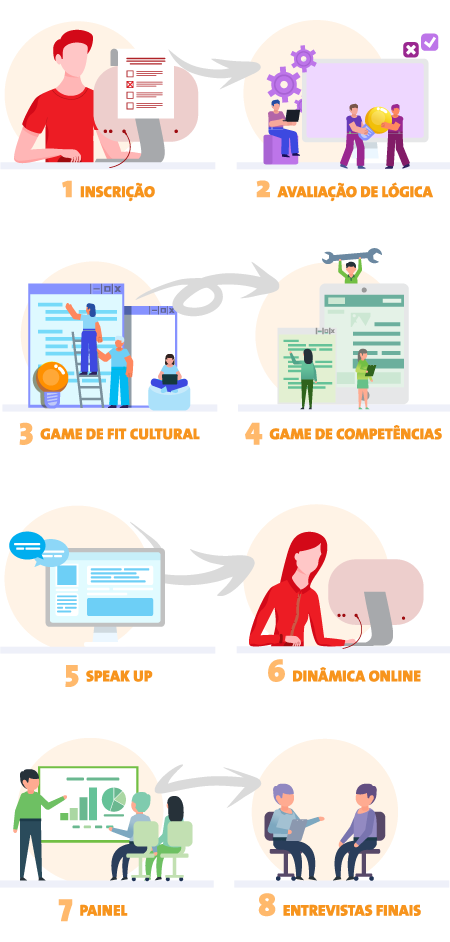 1 INSCRIÇÃO
2 AVALIAÇÃO DE LÓGICA
3 GAME DE FIT CULTURAL
4 GAME DE COMPETÊNCIAS
5 SPEAK UP
6 DINÂMICA ONLINE
7 PAINEL
8 ENTREVISTAS FINAIS